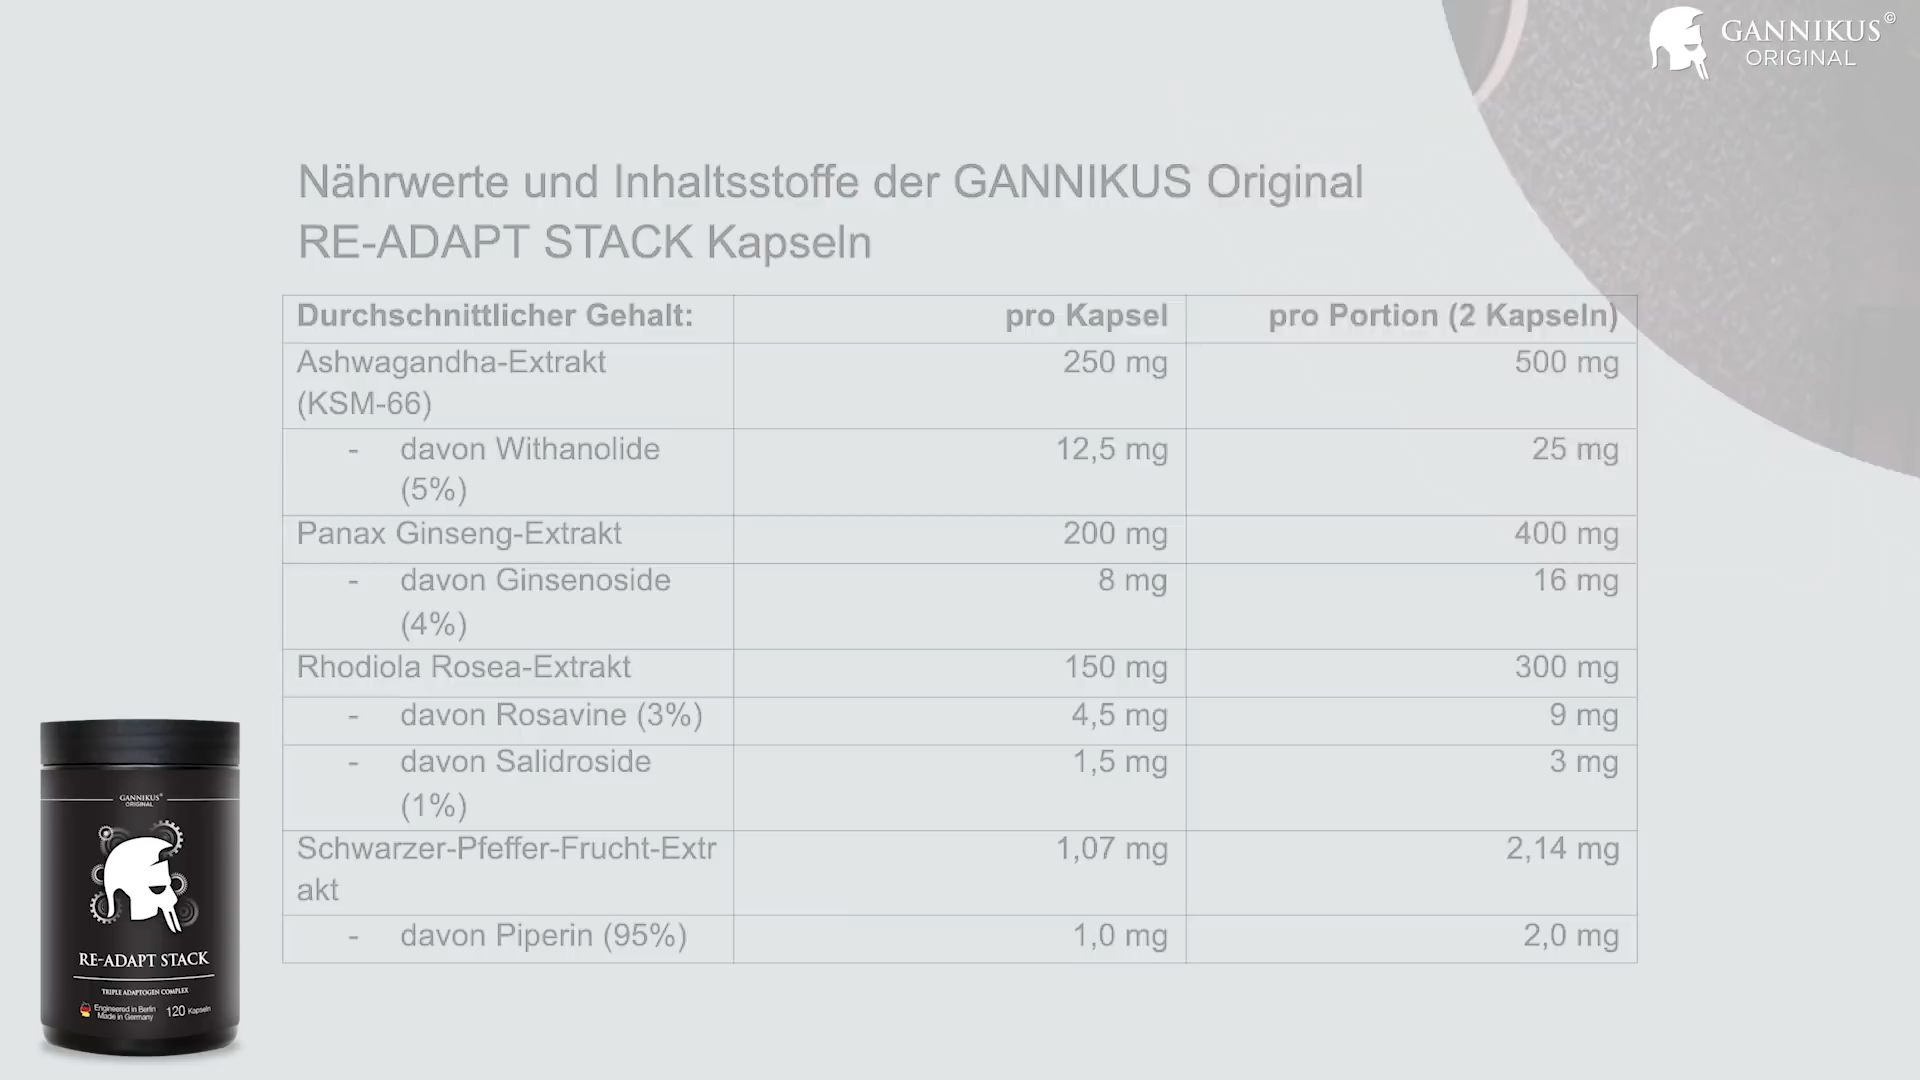 GANNIKUS©
ORIGINAL
Nährwerte und Inhaltsstoffe der GANNIKUS Original
RE-ADAPT STACK Kapseln
Durchschnittlicher Gehalt: pro Kapsel pro Portion (2 Kapseln)
Ashwagandha-Extrakt 250 mg 500 mg
(KSM-66)
- davon Withanolide 12,5 mg 25 mg
(5%)
Panax Ginseng-Extrakt 200 mg 400 mg
- davon Ginsenoside 8 mg 16 mg
(4%)
Rhodiola Rosea-Extrakt 150 mg 300 mg
- davon Rosavine (3%) 4,5 mg 9 mg
- davon Salidroside 1,5 mg 3 mg
(1%)
Schwarzer-Pfeffer-Frucht-Extr 1,07 mg 2,14 mg
akt
- davon Piperin (95%) 1,0 mg 2,0 mg
GANNIKUS®
ORIGINAL
RE-ADAPT STACK
TRIPLE ADAPTOGEN COMPLEX
Engineered in Berlin
Made in Germany 120 Kapseln